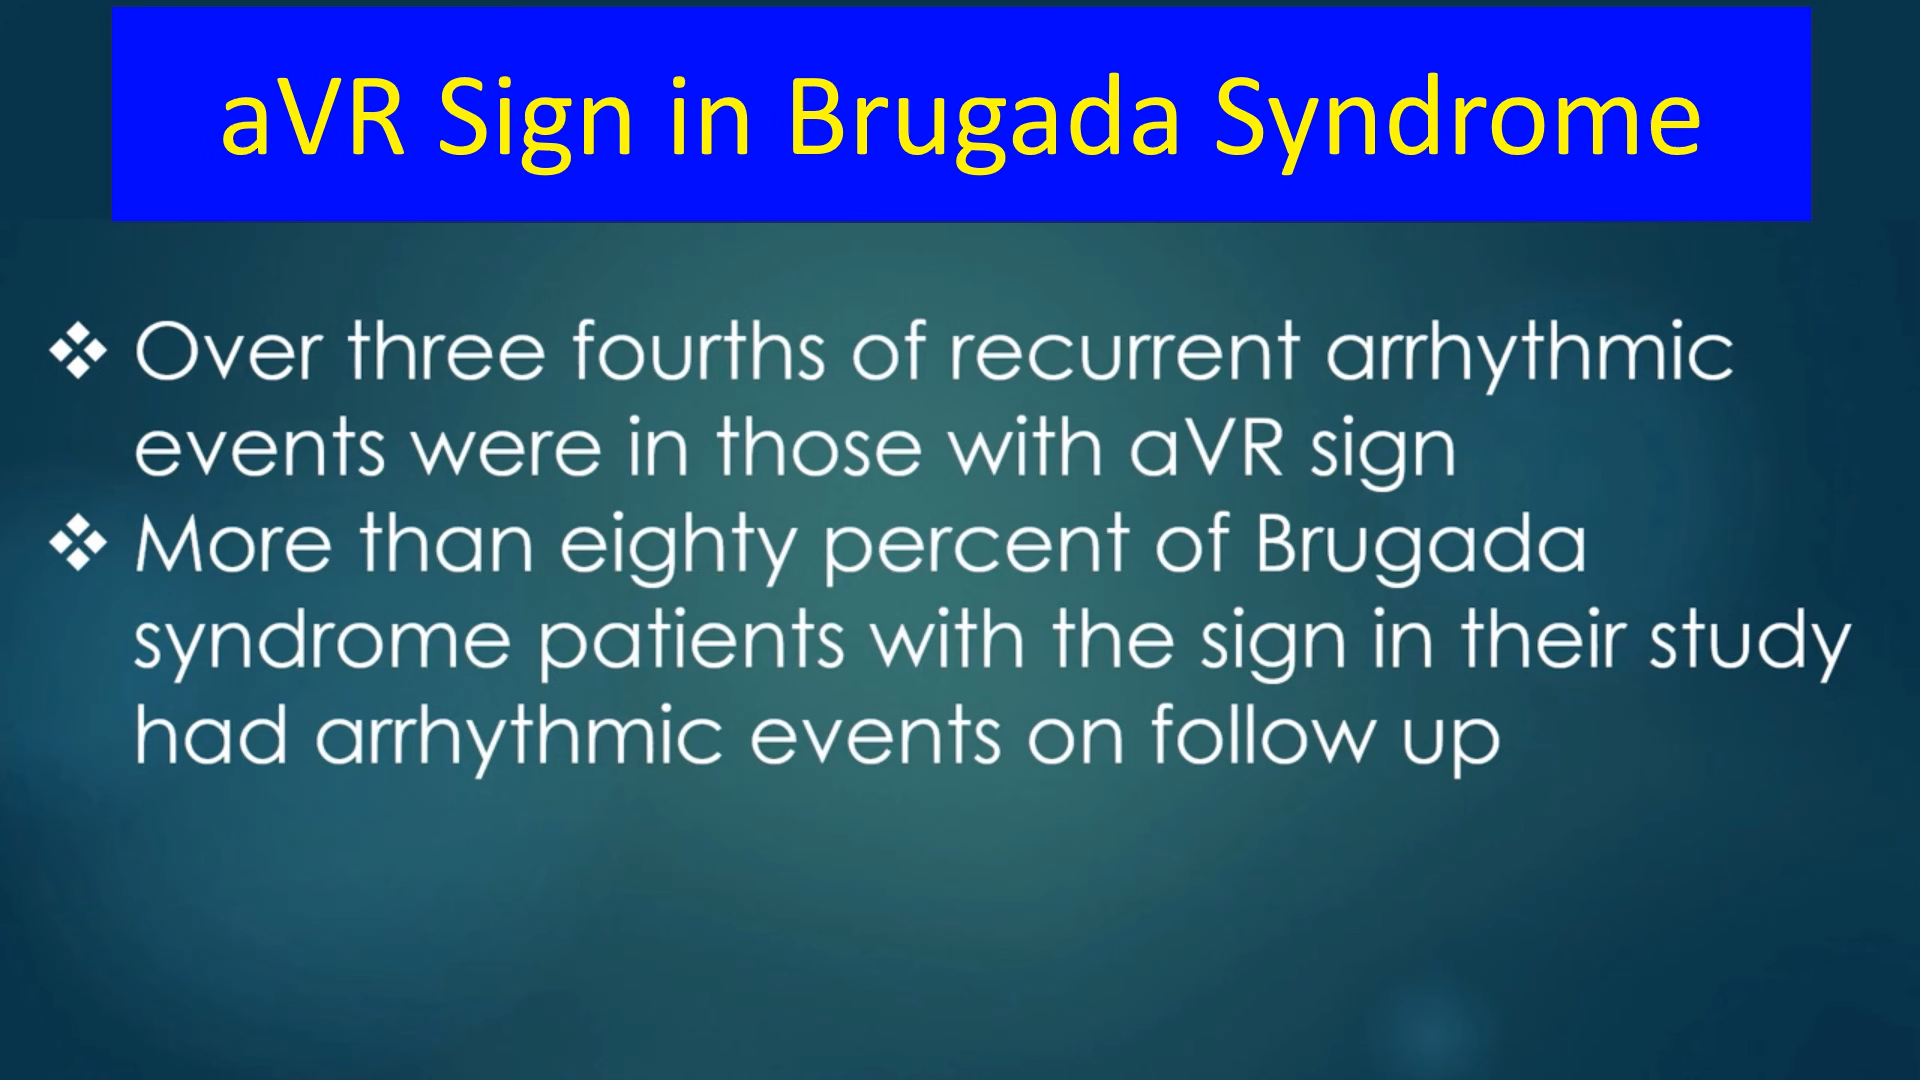 aVR Sign in Brugada Syndrome
❖ Over three fourths of recurrent arrhythmic
events were in those with aVR sign
❖ More than eighty percent of Brugada
syndrome patients with the sign in their study
had arrhythmic events on follow up